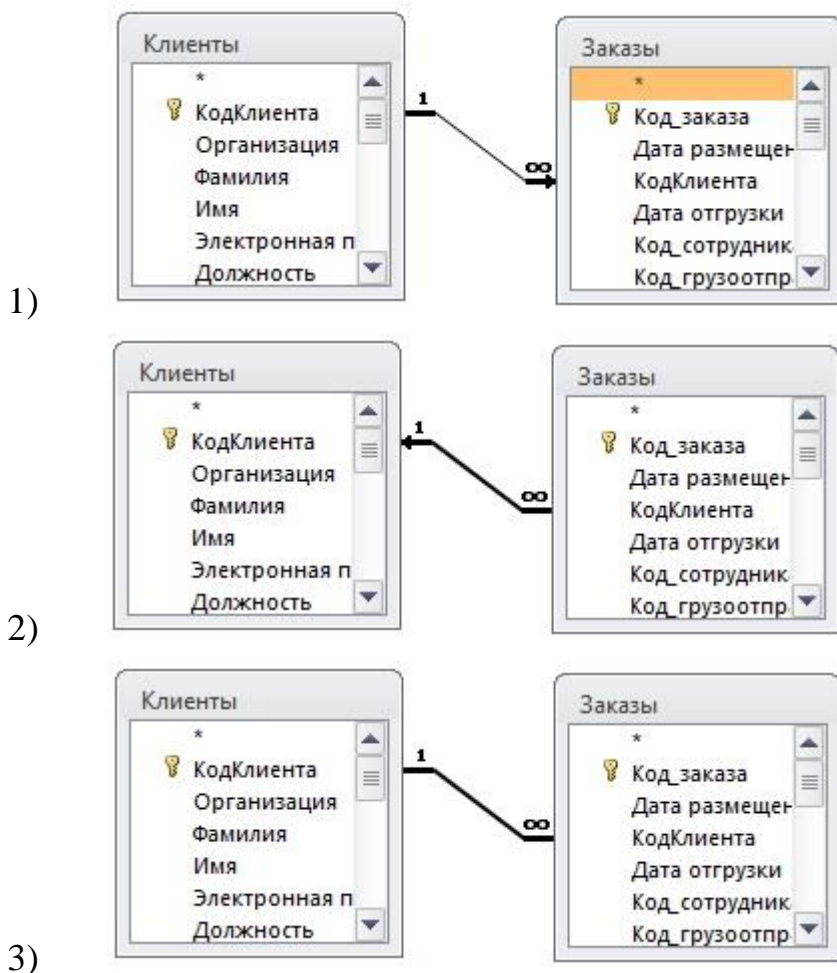 Клиенты
*
КодКлиента
Организация
Фамилия
Имя
Электронная п
Должность
1
∞
Заказы
*
Код_заказа
Дата размещен
КодКлиента
Дата отгрузки
Код_сотрудник
Код_грузоотпр
1)
Клиенты
*
КодКлиента
Организация
Фамилия
Имя
Электронная п
Должность
1
∞
Заказы
*
Код_заказа
Дата размещен
КодКлиента
Дата отгрузки
Код_сотрудник
Код_грузоотпр
2)
Клиенты
*
КодКлиента
Организация
Фамилия
Имя
Электронная п
Должность
1
∞
Заказы
*
Код_заказа
Дата размещен
КодКлиента
Дата отгрузки
Код_сотрудник
Код_грузоотпр
3)